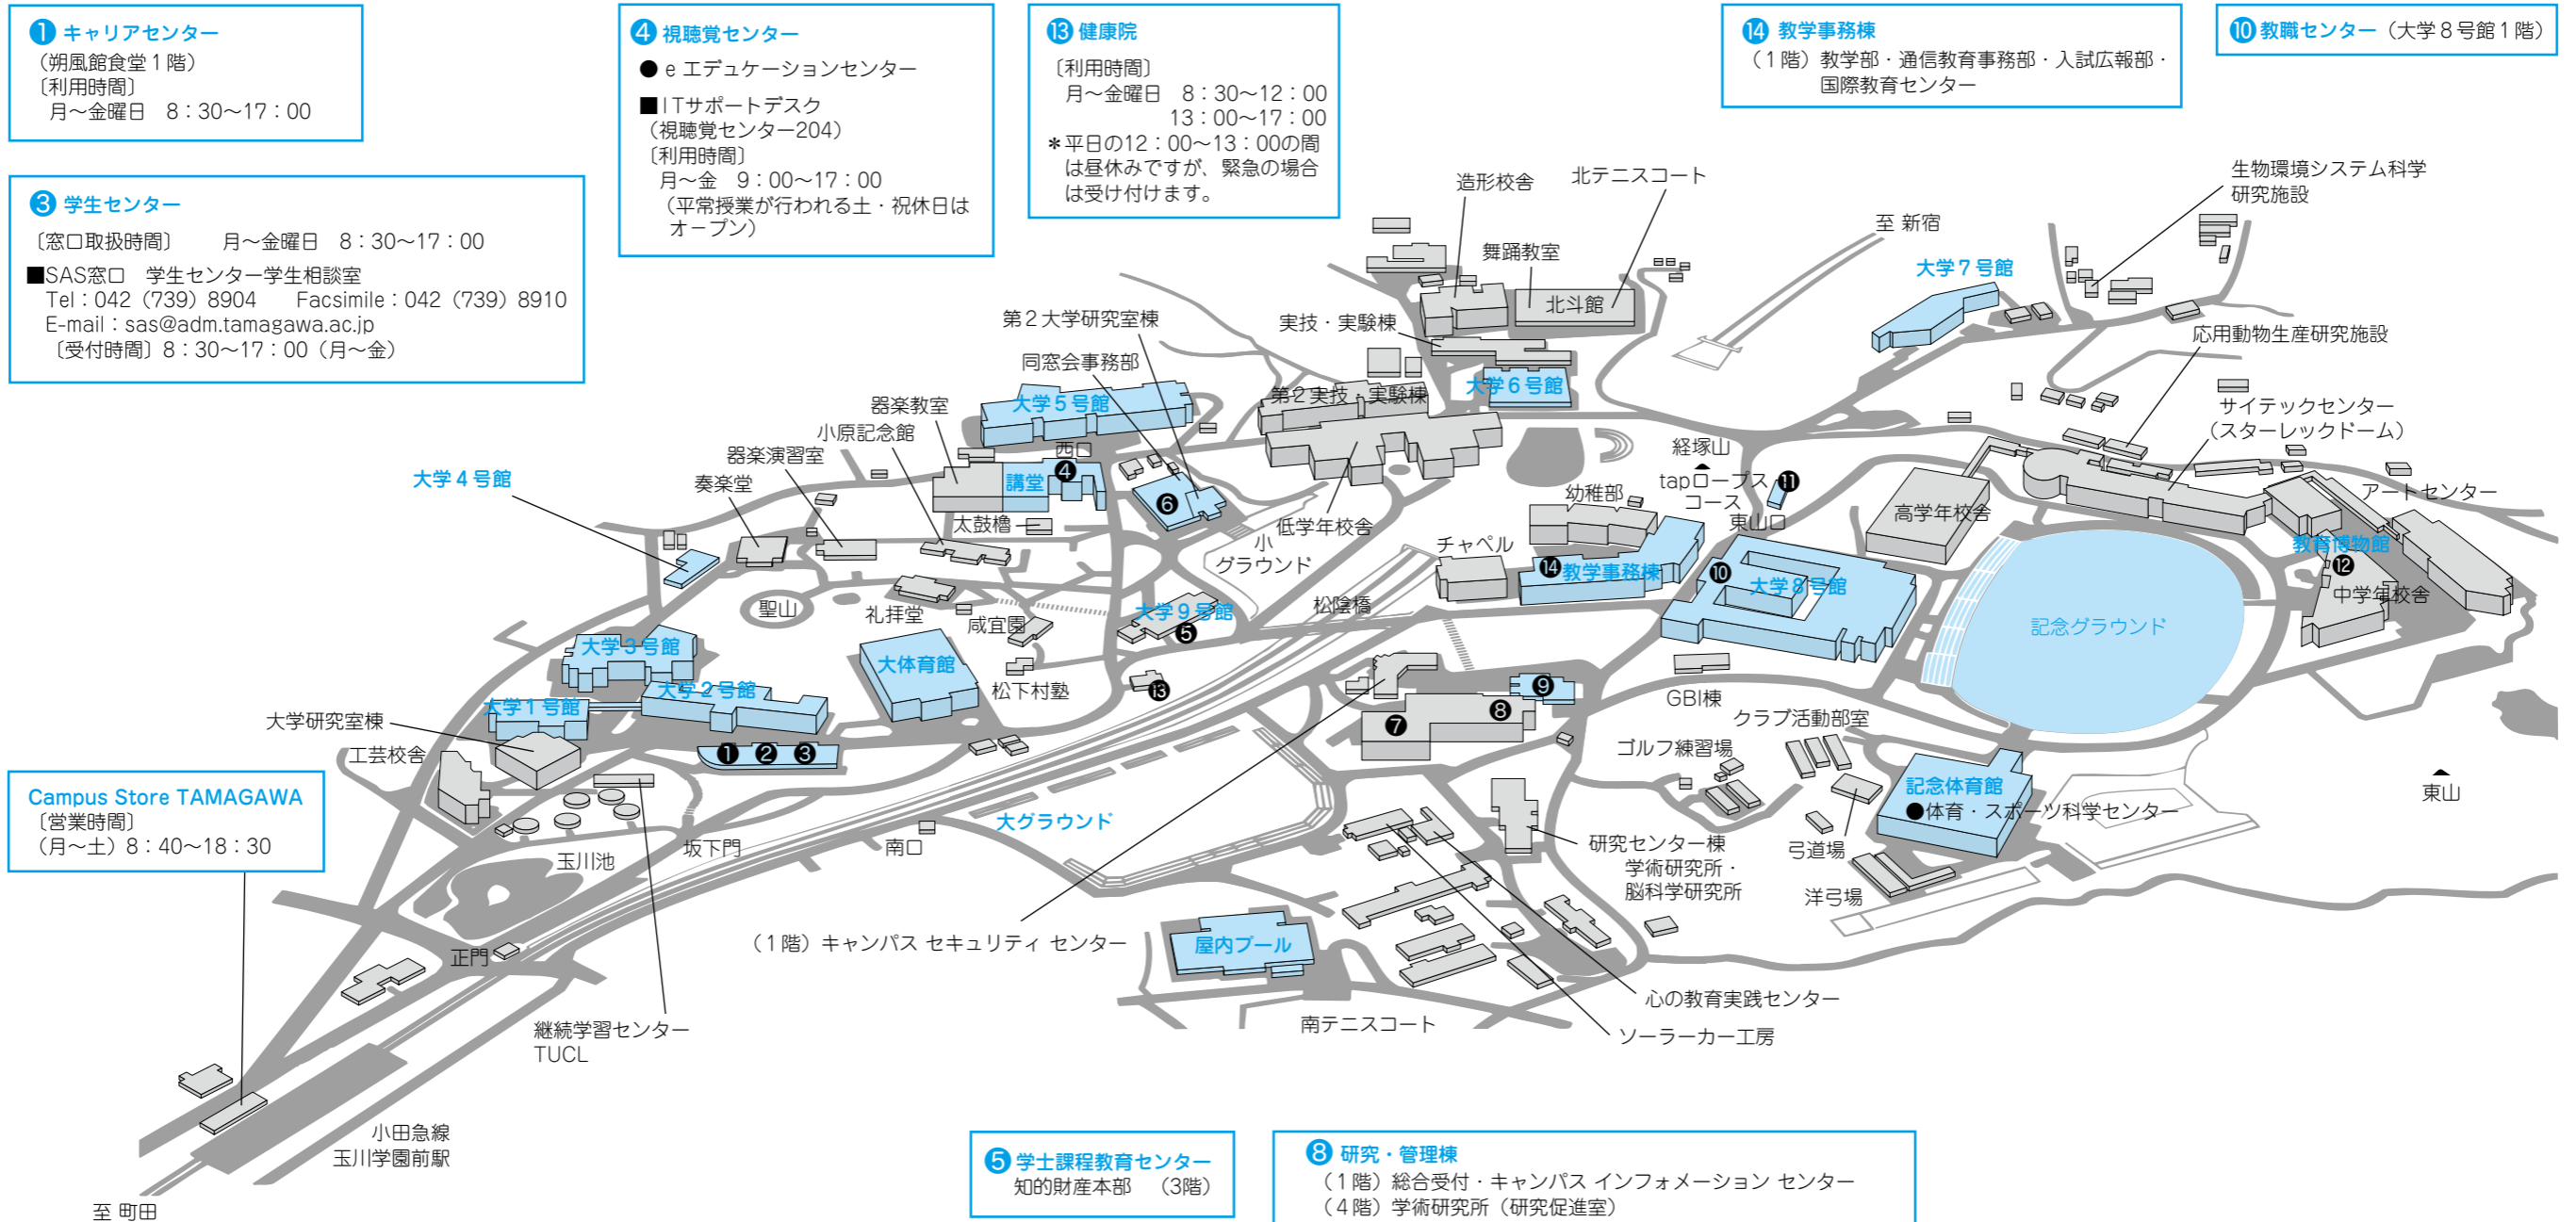 ❶ キャリアセンター
（朔風館食堂１階）
〔利用時間〕
月～金曜日　8：30～17：00
❸ 学生センター
〔窓口取扱時間〕　月～金曜日　8：30～17：00
■SAS窓口　学生センター学生相談室
Tel：042（739）8904　Facsimile：042（739）8910
E-mail：sas@adm.tamagawa.ac.jp
〔受付時間〕8：30～17：00（月～金）
❹ 視聴覚センター
● e エデュケーションセンター
■ITサポートデスク
（視聴覚センター204）
〔利用時間〕
月～金　9：00～17：00
（平常授業が行われる土・祝休日は
オープン）
⓭ 健康院
〔利用時間〕
月～金曜日　8：30～12：00
13：00～17：00
＊平日の12：00～13：00の間
は昼休みですが、緊急の場合
は受け付けます。
⓮ 教学事務棟
（１階）教学部・通信教育事務部・入試広報部・
国際教育センター
❿ 教職センター（大学８号館１階）
生物環境システム科学
研究施設
造形校舎
北テニスコート
至 新宿
舞踊教室
大学７号館
北斗館
第２大学研究室棟
実技・実験棟
応用動物生産研究施設
同窓会事務部
大学６号館
第２実技・実験棟
大学５号館
器楽教室
サイテックセンター
（スターレックドーム）
小原記念館
西口
経塚山
器楽演習室
❹
大学４号館
講堂
tapロープス
コース
⓫
奏楽堂
幼稚部
アートセンター
❻
高学年校舎
太鼓櫓
低学年校舎
東山口
小
グラウンド
チャペル
教育博物館
⓮
教学事務棟
❿
大学８号館
⓬
中学年校舎
聖山
礼拝堂
咸宜園
大学９号館
❺
松陰橋
記念グラウンド
大学３号館
大体育館
大学２号館
松下村塾
⓭
❾
GBI棟
大学１号館
❽
大学研究室棟
❼
クラブ活動部室
工芸校舎
❶
❷
❸
ゴルフ練習場
記念体育館
●体育・スポーツ科学センター
東山
Campus Store TAMAGAWA
〔営業時間〕
（月～土）8：40～18：30
大グラウンド
玉川池
坂下門
南口
研究センター棟
学術研究所・
脳科学研究所
弓道場
洋弓場
（１階）キャンパス セキュリティ センター
屋内プール
正門
心の教育実践センター
南テニスコート
継続学習センター
TUCL
ソーラーカー工房
小田急線
玉川学園前駅
至 町田
❺ 学士課程教育センター
知的財産本部　（3階）
❽ 研究・管理棟
（１階）総合受付・キャンパス インフォメーション センター
（４階）学術研究所（研究促進室）